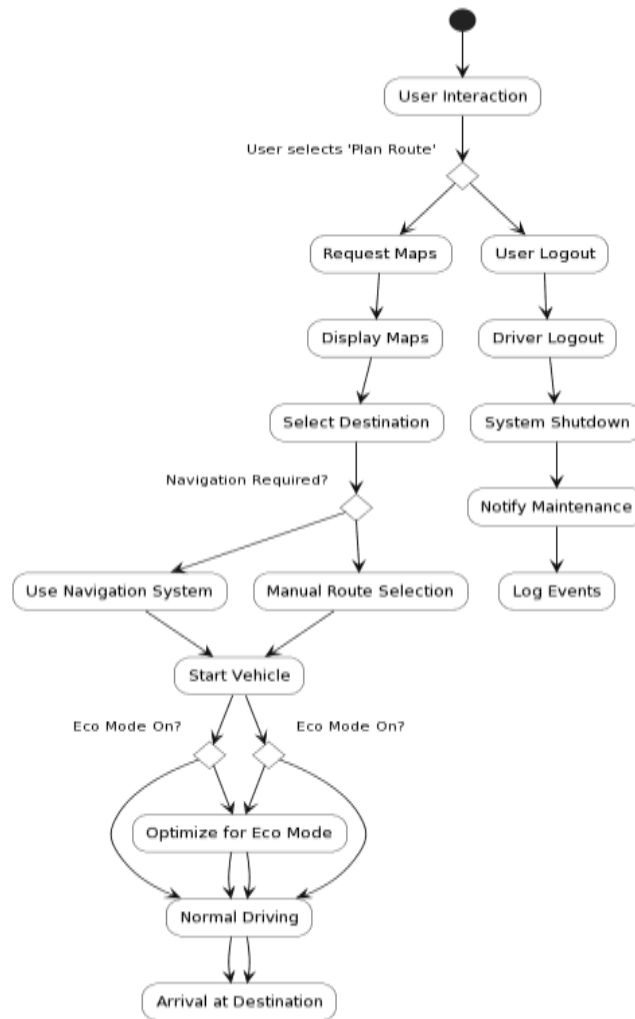 User Interaction
User selects 'Plan Route'
Request Maps
User Logout
Display Maps
Driver Logout
Select Destination
System Shutdown
Navigation Required?
Notify Maintenance
Use Navigation System
Manual Route Selection
Log Events
Start Vehicle
Eco Mode On?
Eco Mode On?
Optimize for Eco Mode
Normal Driving
Arrival at Destination